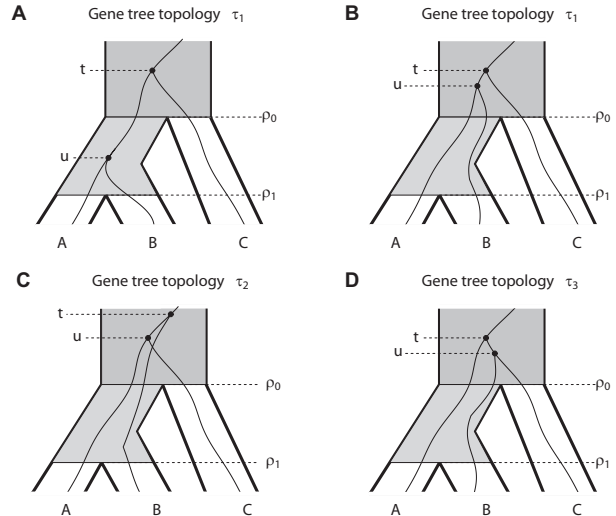 A Gene tree topology τ1
t
ρ0
u
ρ1
A B C
B Gene tree topology τ1
t
u
ρ0
ρ1
A B C
C Gene tree topology τ2
t
u
ρ0
ρ1
A B C
D Gene tree topology τ3
t
u
ρ0
ρ1
A B C